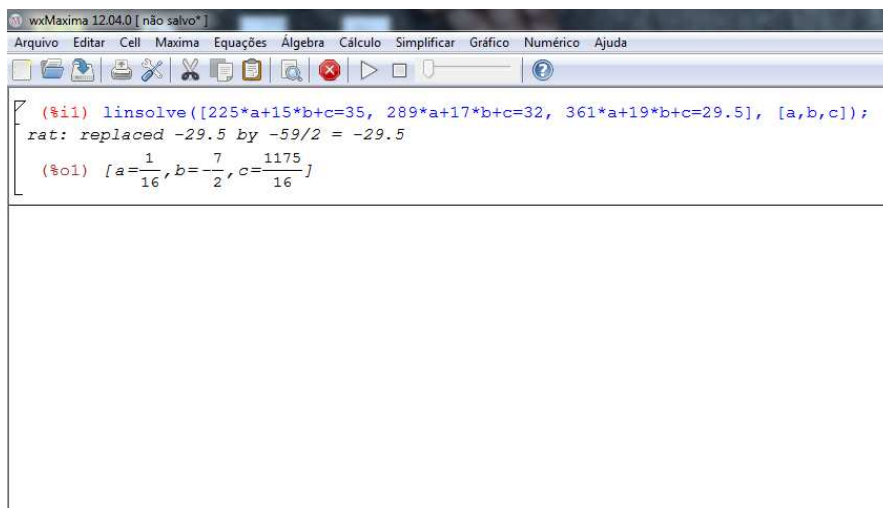 wxMaxima 12.04.0 [ não salvo* ]
Arquivo Editar Cell Maxima Equações Álgebra Cálculo Simplificar Gráfico Numérico Ajuda
(%i1) linsolve([225*a+15*b+c=35, 289*a+17*b+c=32, 361*a+19*b+c=29.5], [a,b,c]);
rat: replaced -29.5 by -59/2 = -29.5
(%o1) [a=1/16,b=-7/2,c=1175/16]